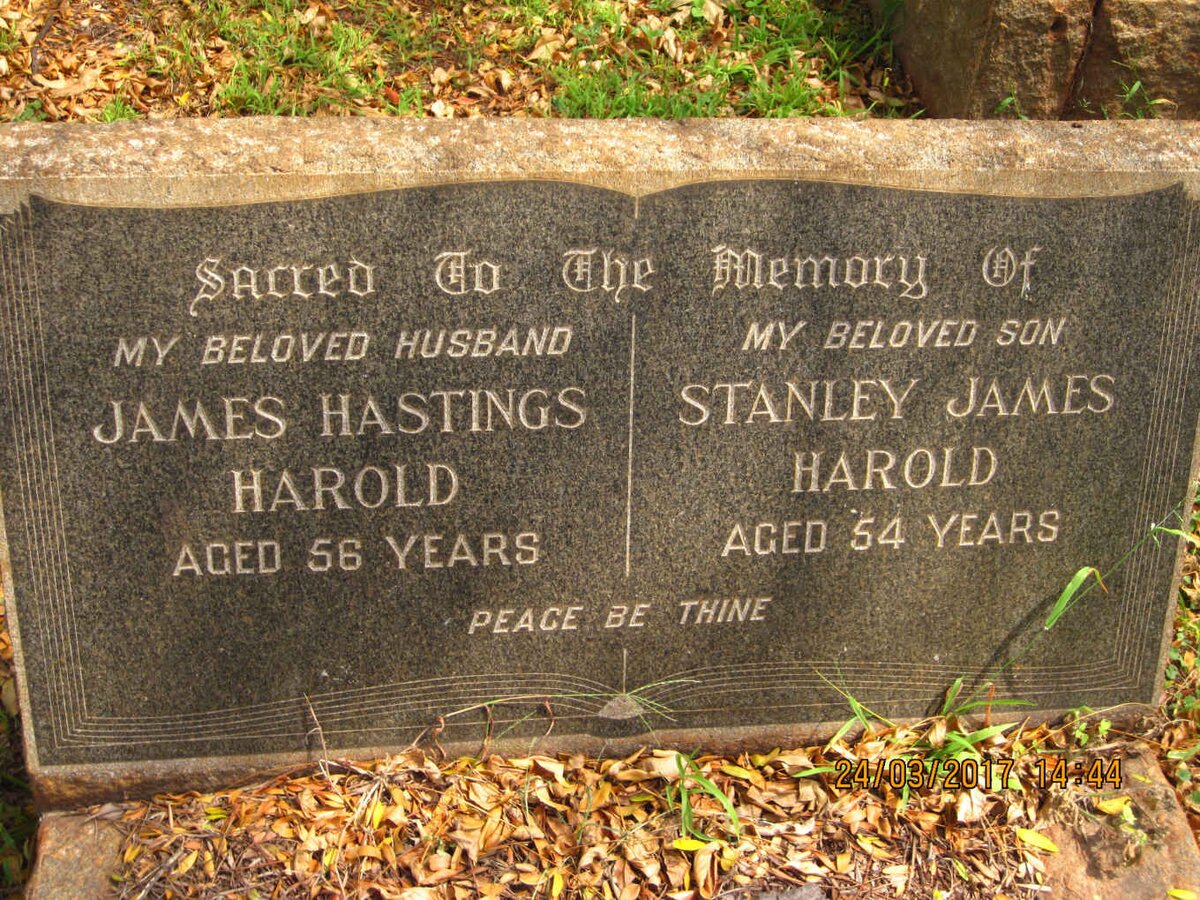 Sacred To The Memory Of
MY BELOVED HUSBAND
JAMES HASTINGS
HAROLD
AGED 56 YEARS
MY BELOVED SON
STANLEY JAMES
HAROLD
AGED 54 YEARS
PEACE BE THINE
24/03/2017 14:44